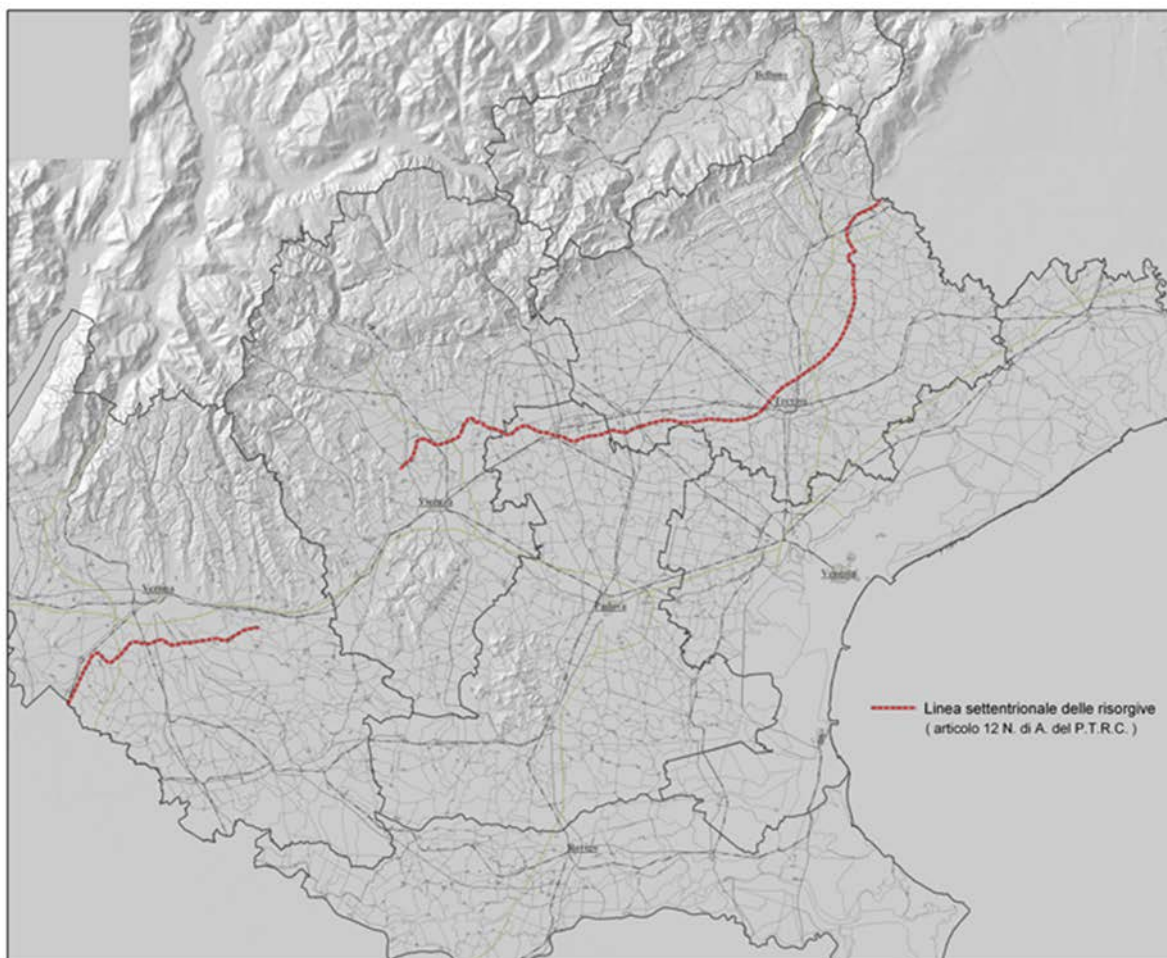 Belluno
Treviso
Vicenza
Venezia
Verona
Padova
Linea settentrionale delle risorgive
( articolo 12 N. di A. del P.T.R.C. )
Rovigo